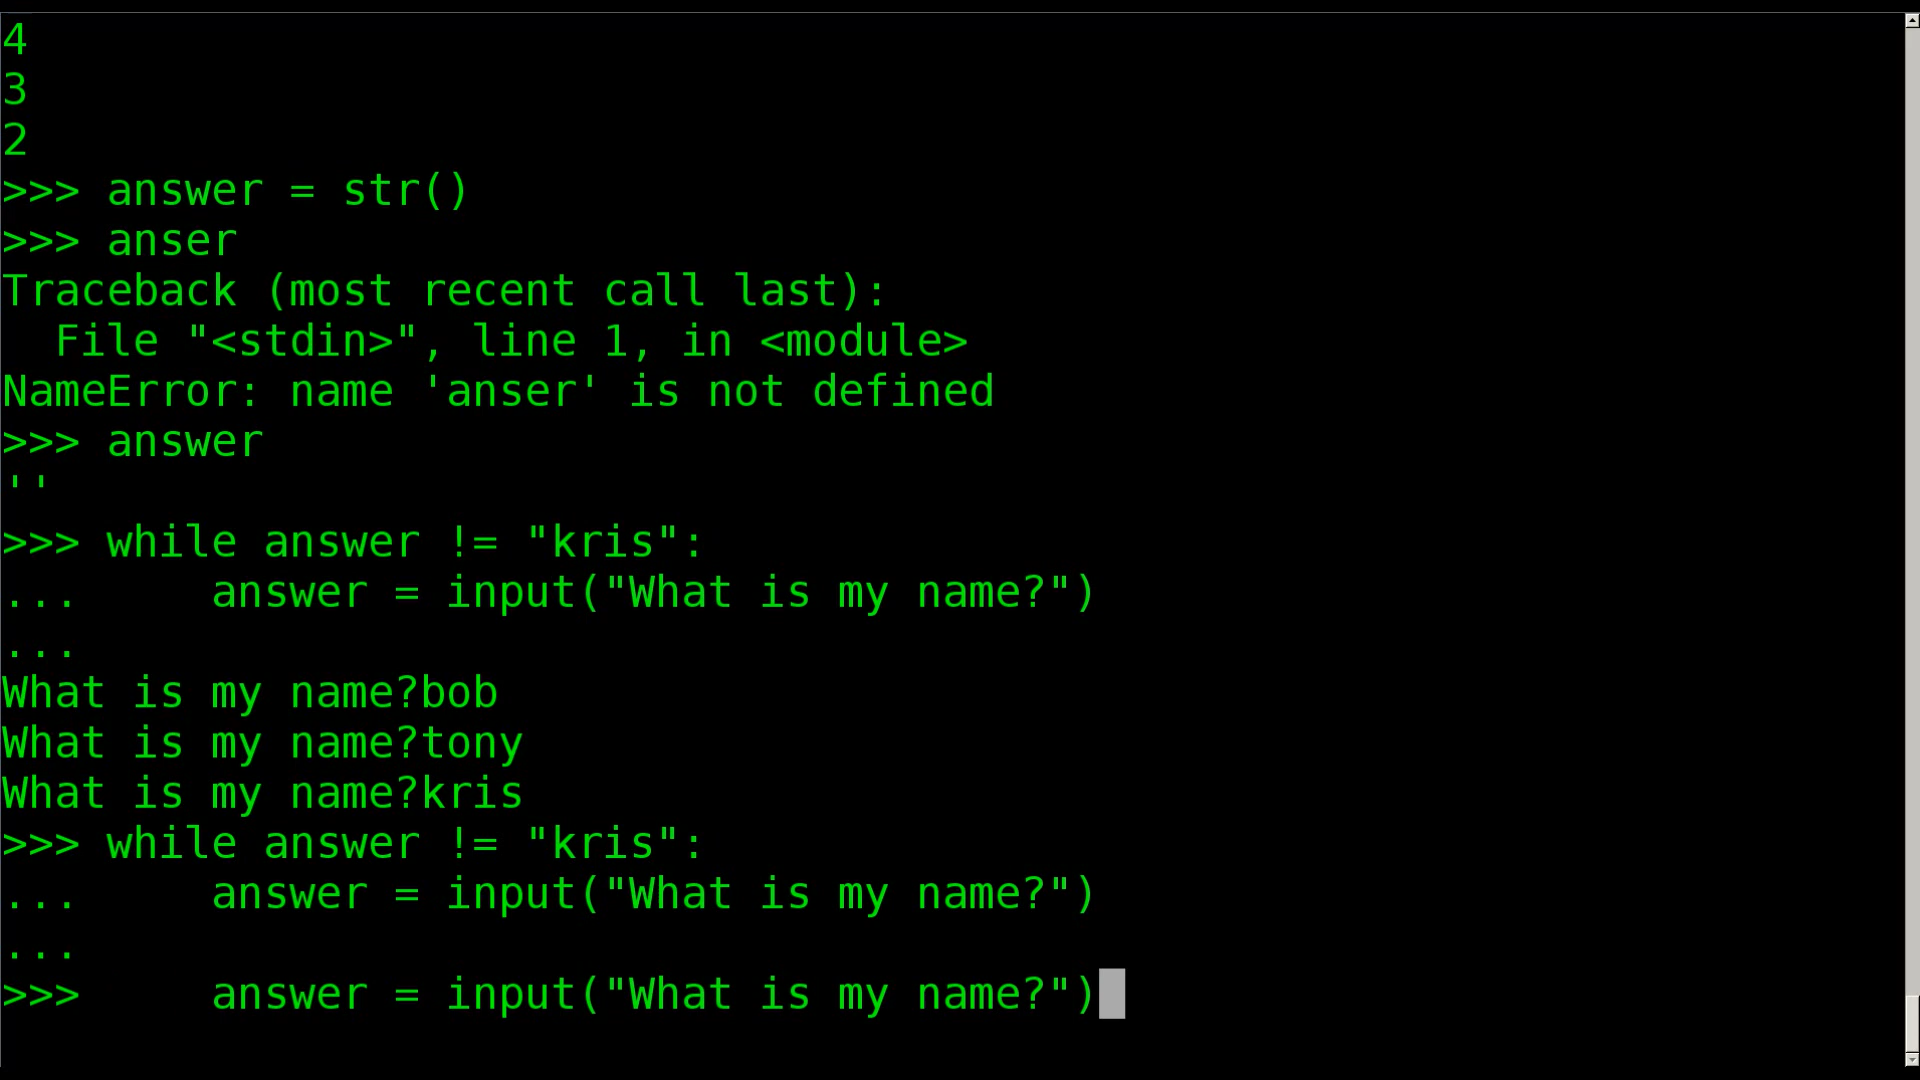 4
3
2
>>> answer = str()
>>> anser
Traceback (most recent call last):
  File "<stdin>", line 1, in <module>
NameError: name 'anser' is not defined
>>> answer
''
>>> while answer != "kris":
...     answer = input("What is my name?")
...
What is my name?bob
What is my name?tony
What is my name?kris
>>> while answer != "kris":
...     answer = input("What is my name?")
...
>>>     answer = input("What is my name?")